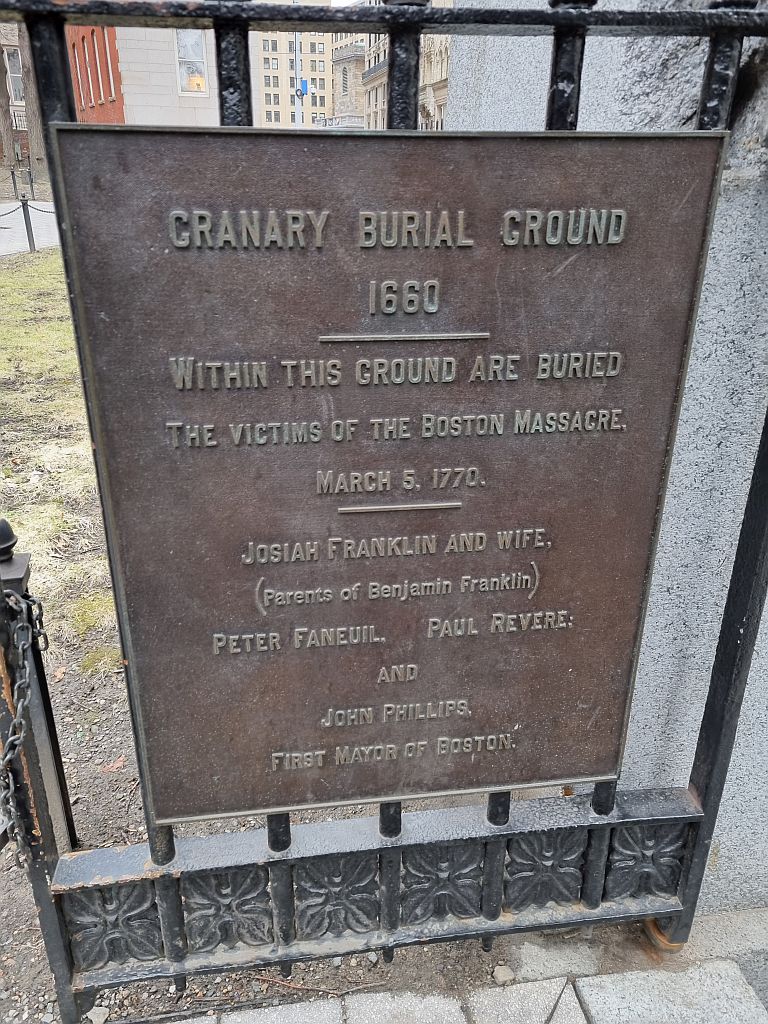 GRANARY BURIAL GROUND
1660
WITHIN THIS GROUND ARE BURIED
THE VICTIMS OF THE BOSTON MASSACRE,
MARCH 5, 1770.
JOSIAH FRANKLIN AND WIFE,
(Parents of Benjamin Franklin)
PETER FANEUIL, PAUL REVERE;
AND
JOHN PHILLIPS,
FIRST MAYOR OF BOSTON.